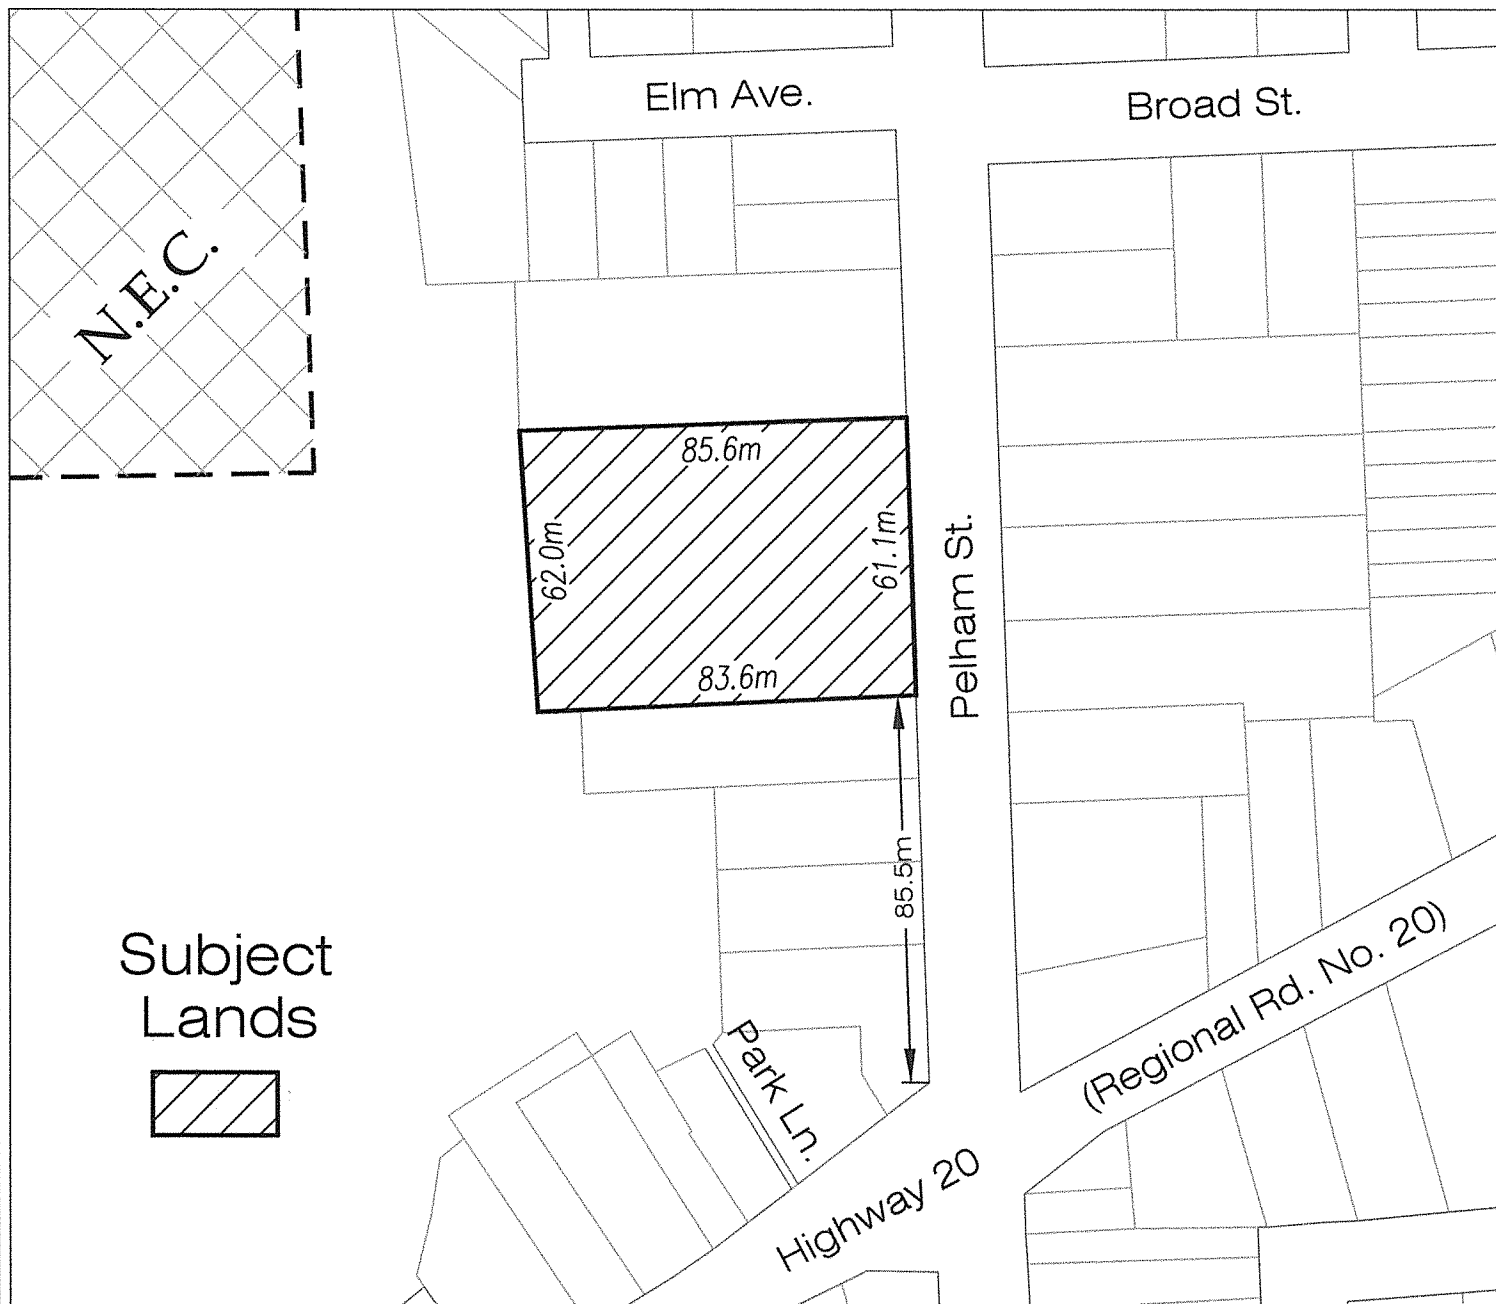 Elm Ave.
Broad St.
N.E.C.
85.6m
62.0m
61.1m
83.6m
Pelham St.
85.5m
Subject
Lands
Park Ln.
(Regional Rd. No. 20)
Highway 20